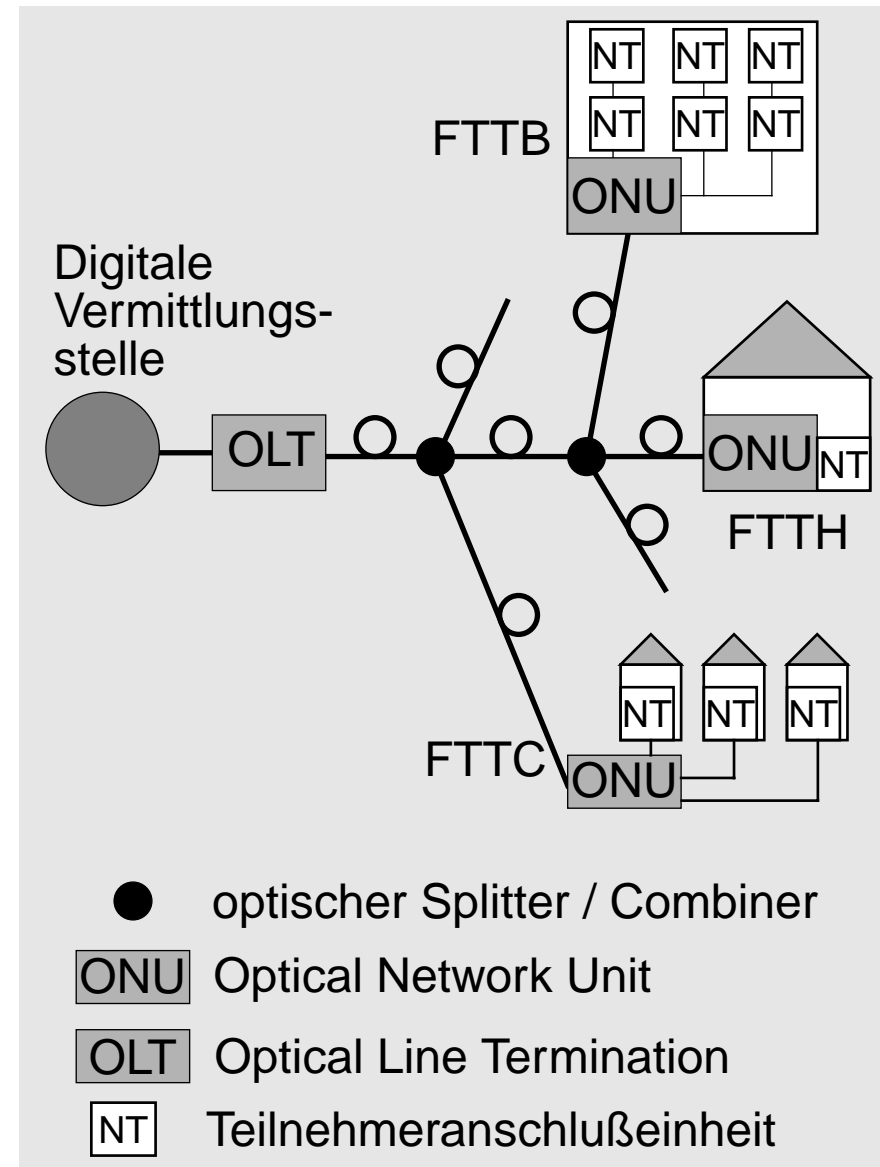 NT NT NT
NT NT NT
FTTB
ONU
Digitale
Vermittlungs-
stelle
OLT
ONU NT
FTTH
NT NT NT
FTTC
ONU
optischer Splitter / Combiner
ONU Optical Network Unit
OLT Optical Line Termination
NT Teilnehmeranschlußeinheit